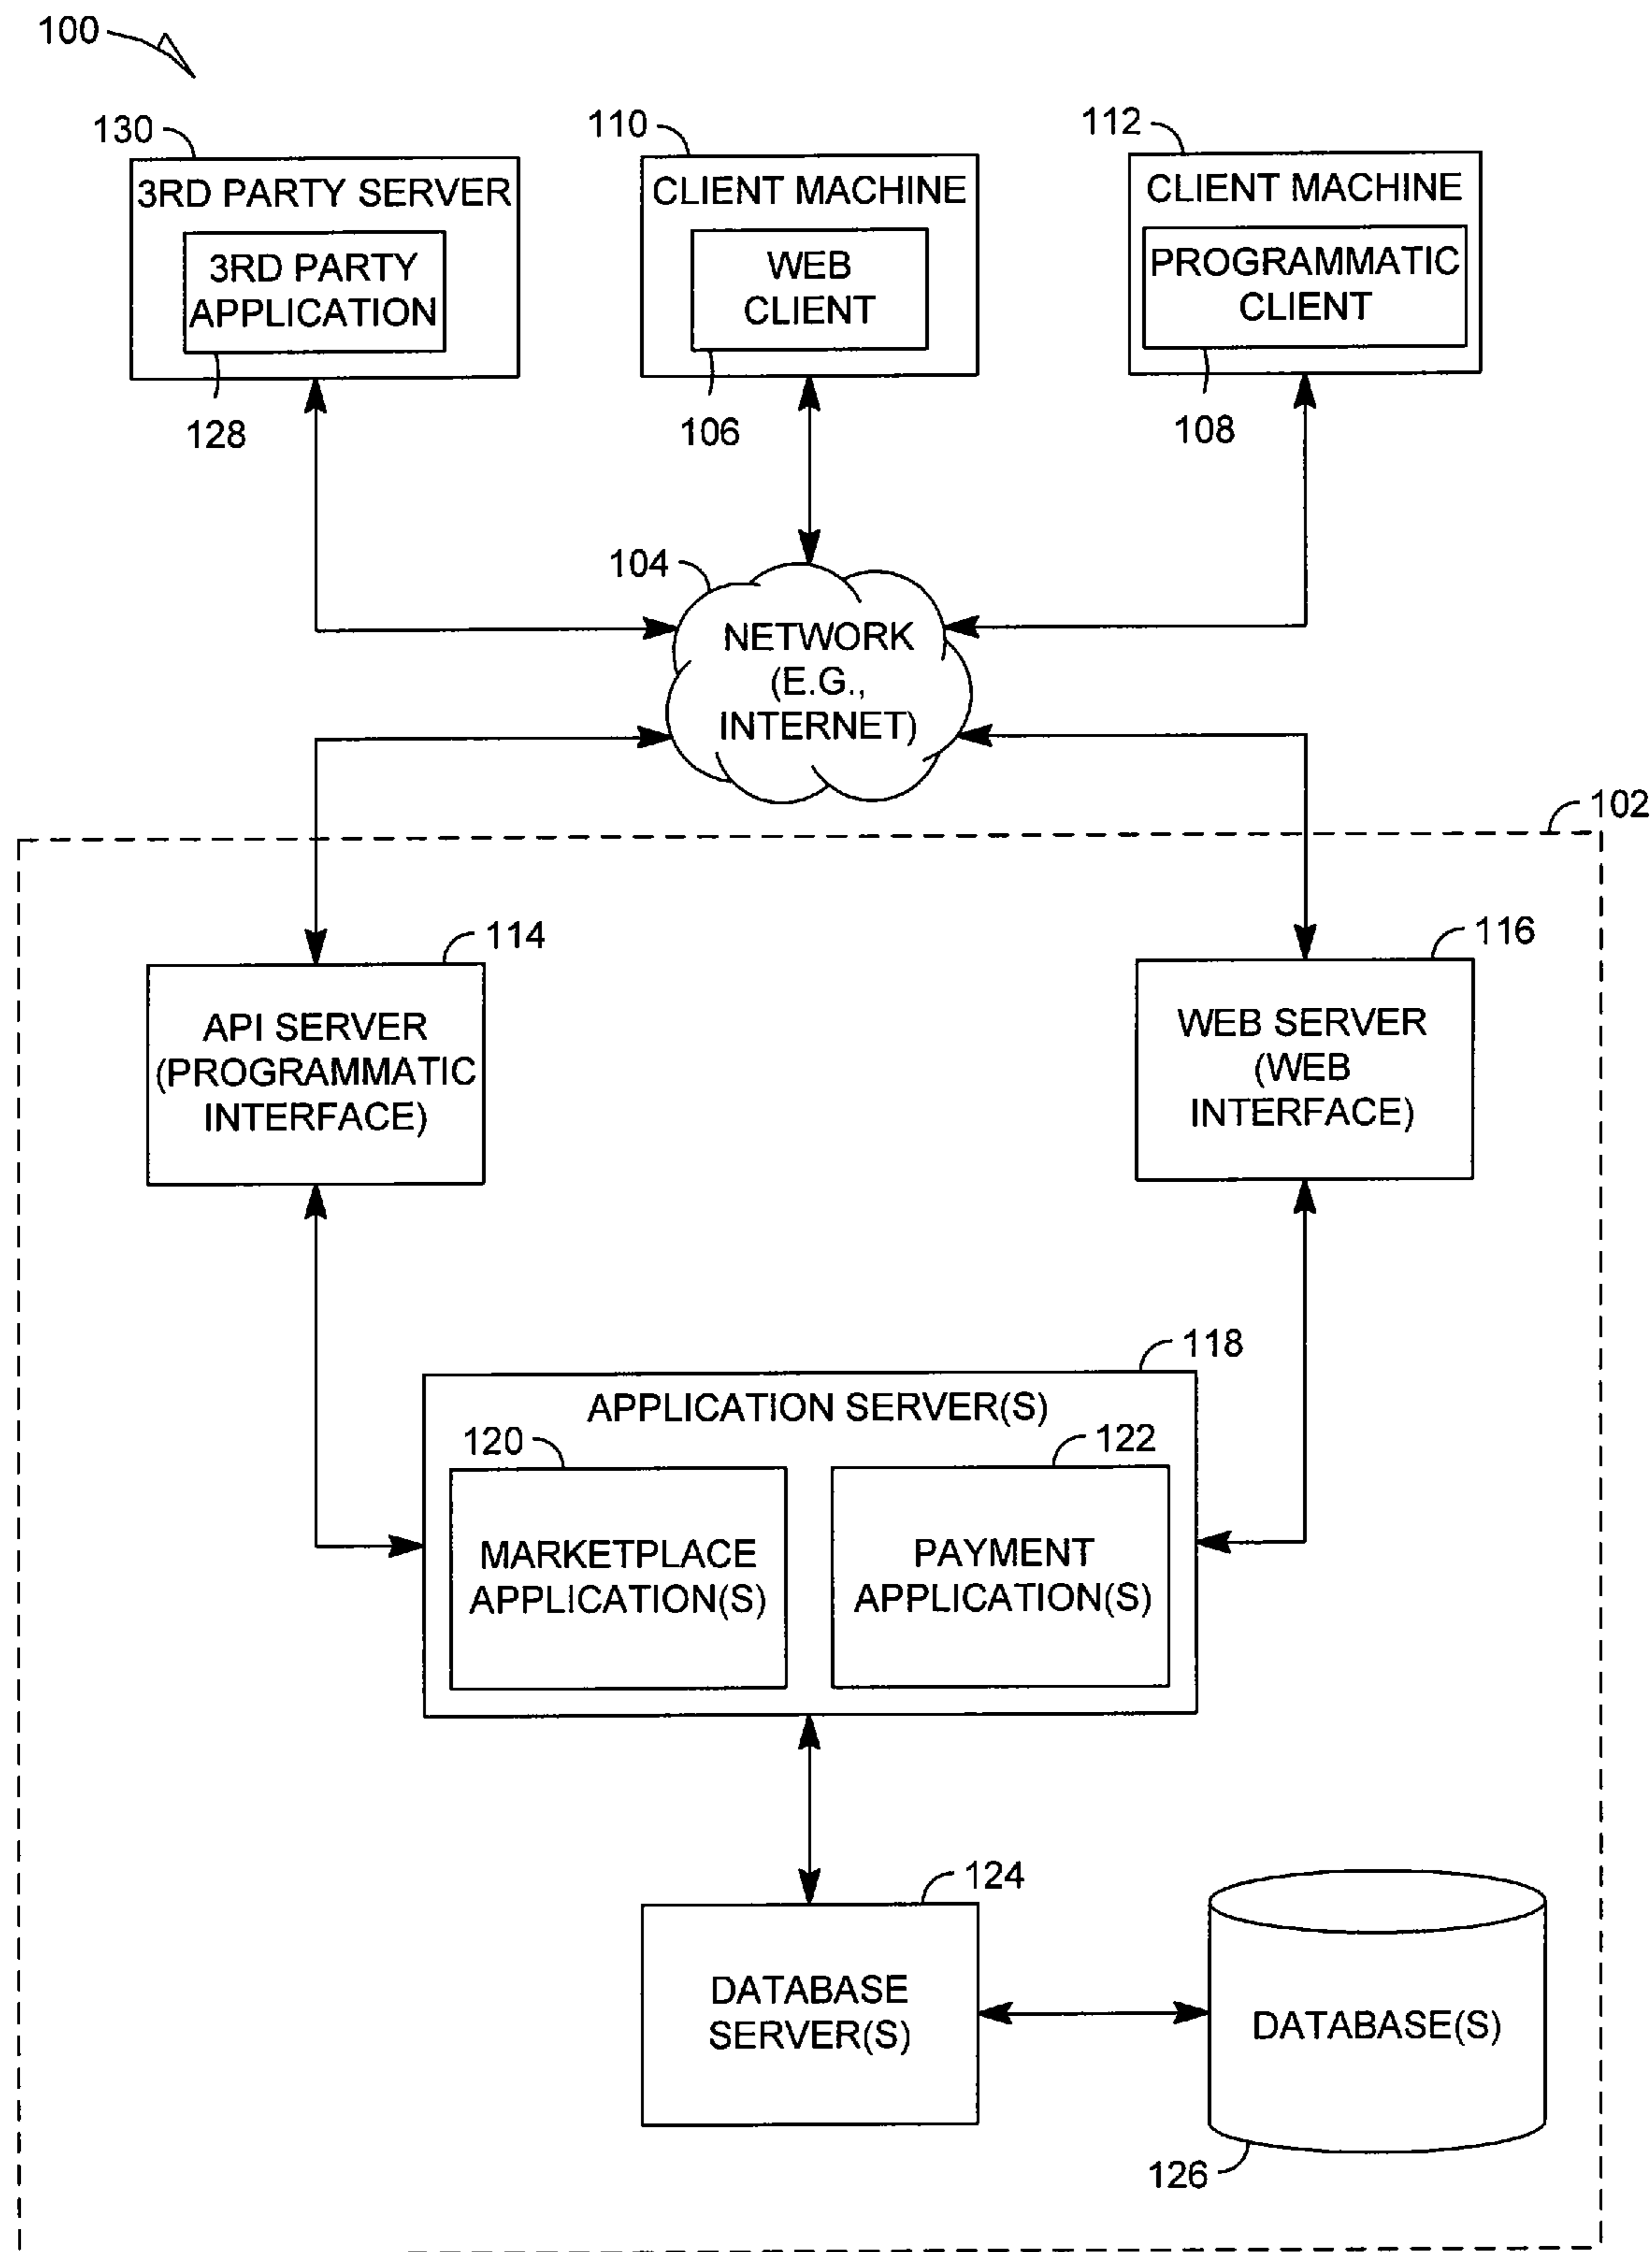 100
130
110
112
3RD PARTY SERVER
CLIENT MACHINE
CLIENT MACHINE
3RD PARTY
APPLICATION
WEB
CLIENT
PROGRAMMATIC
CLIENT
128
106
108
104
NETWORK
(E.G.,
INTERNET)
102
114
116
API SERVER
(PROGRAMMATIC
INTERFACE)
WEB SERVER
(WEB
INTERFACE)
118
APPLICATION SERVER(S)
120
122
MARKETPLACE
APPLICATION(S)
PAYMENT
APPLICATION(S)
124
DATABASE
SERVER(S)
DATABASE(S)
126